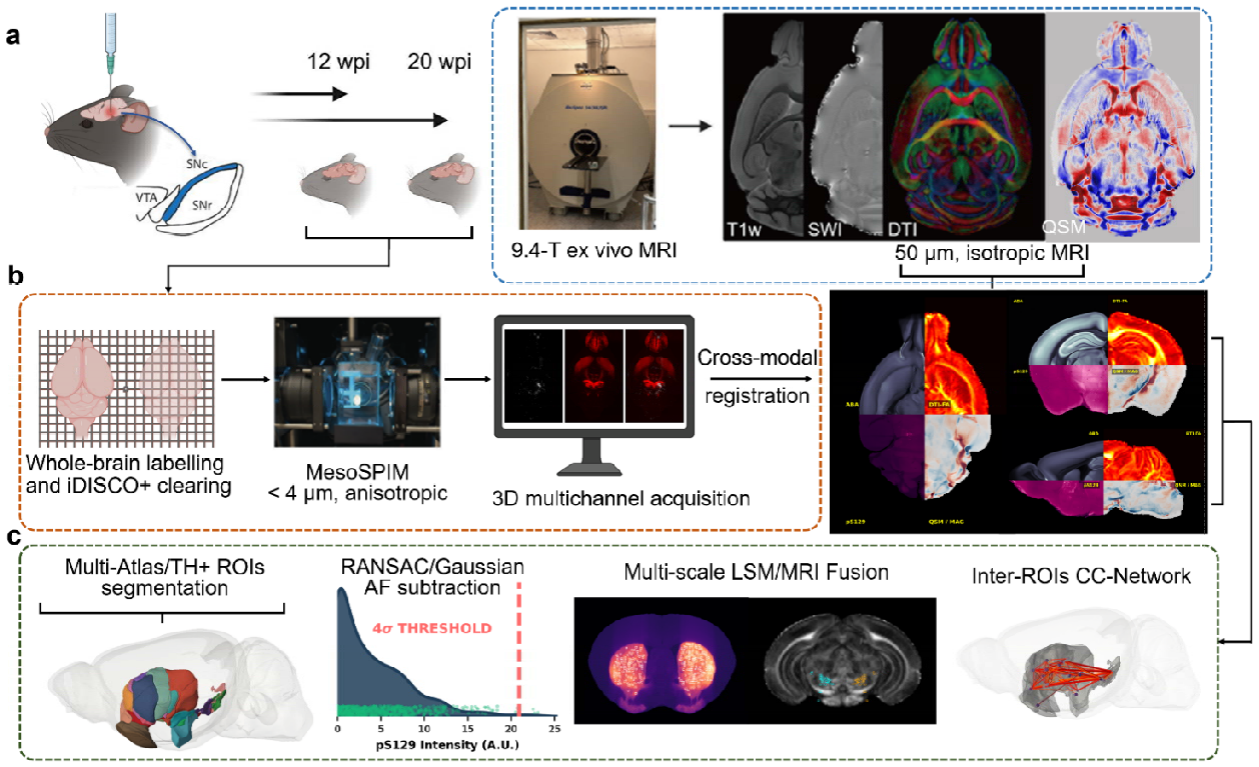 a
12 wpi
20 wpi
SNc
VTA
SNr
9.4-T ex vivo MRI
T1w
SWI
DTI
QSM
50 µm, isotropic MRI
b
Whole-brain labelling
and iDISCO+ clearing
MesoSPIM
< 4 µm, anisotropic
3D multichannel acquisition
Cross-modal
registration
ABA
DTI-FA
pS129
QSM / MAC
ABA
ABA
pS129
c
Multi-Atlas/TH+ ROIs
segmentation
RANSAC/Gaussian
AF subtraction
4σ THRESHOLD
0
5
10
15
20
25
pS129 Intensity (A.U.)
Multi-scale LSM/MRI Fusion
Inter-ROIs CC-Network